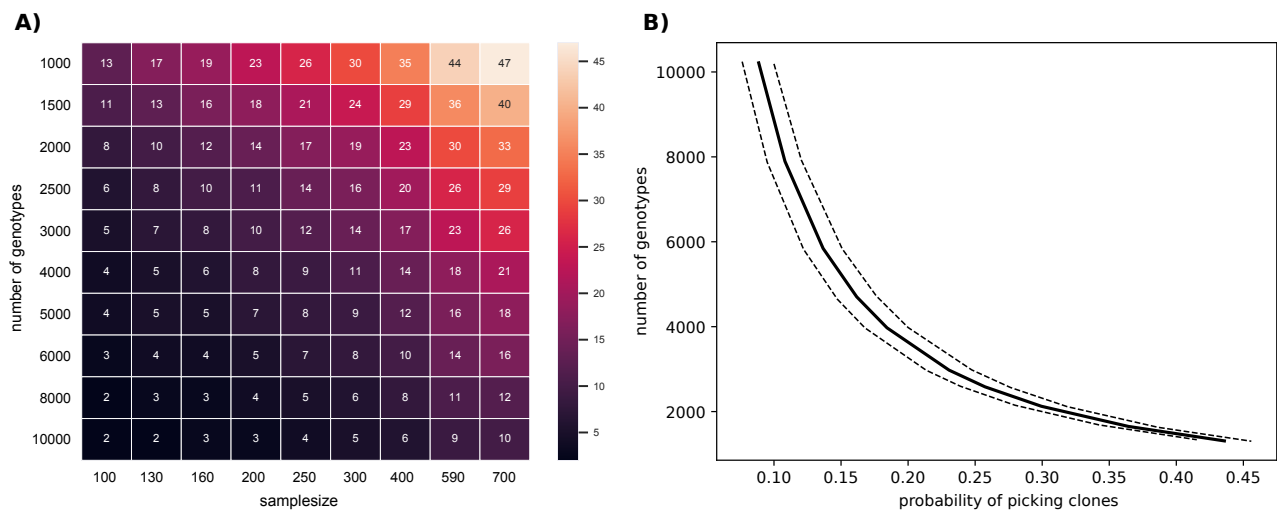 A)
number of genotypes
1000 13 17 19 23 26 30 35 44 47
1500 11 13 16 18 21 24 29 36 40
2000 8 10 12 14 17 19 23 30 33
2500 6 8 10 11 14 16 20 26 29
3000 5 7 8 10 12 14 17 23 26
4000 4 5 6 8 9 11 14 18 21
5000 4 5 5 7 8 9 12 16 18
6000 3 4 4 5 7 8 10 14 16
8000 2 3 3 4 5 6 8 11 12
10000 2 2 3 3 4 5 6 9 10
100 130 160 200 250 300 400 590 700
samplesize
45
40
35
30
25
20
15
10
5
B)
number of genotypes
10000
8000
6000
4000
2000
0.10 0.15 0.20 0.25 0.30 0.35 0.40 0.45
probability of picking clones